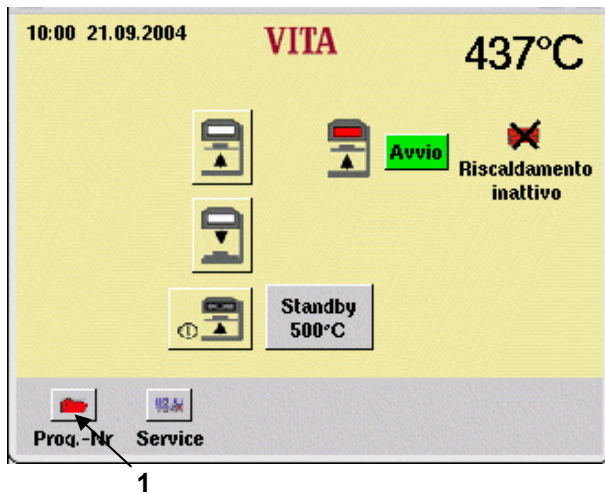 10:00 21.09.2004
VITA
437°C
Avvio
Riscaldamento
inattivo
Standby
500°C
Prog.-Nr
Service
1